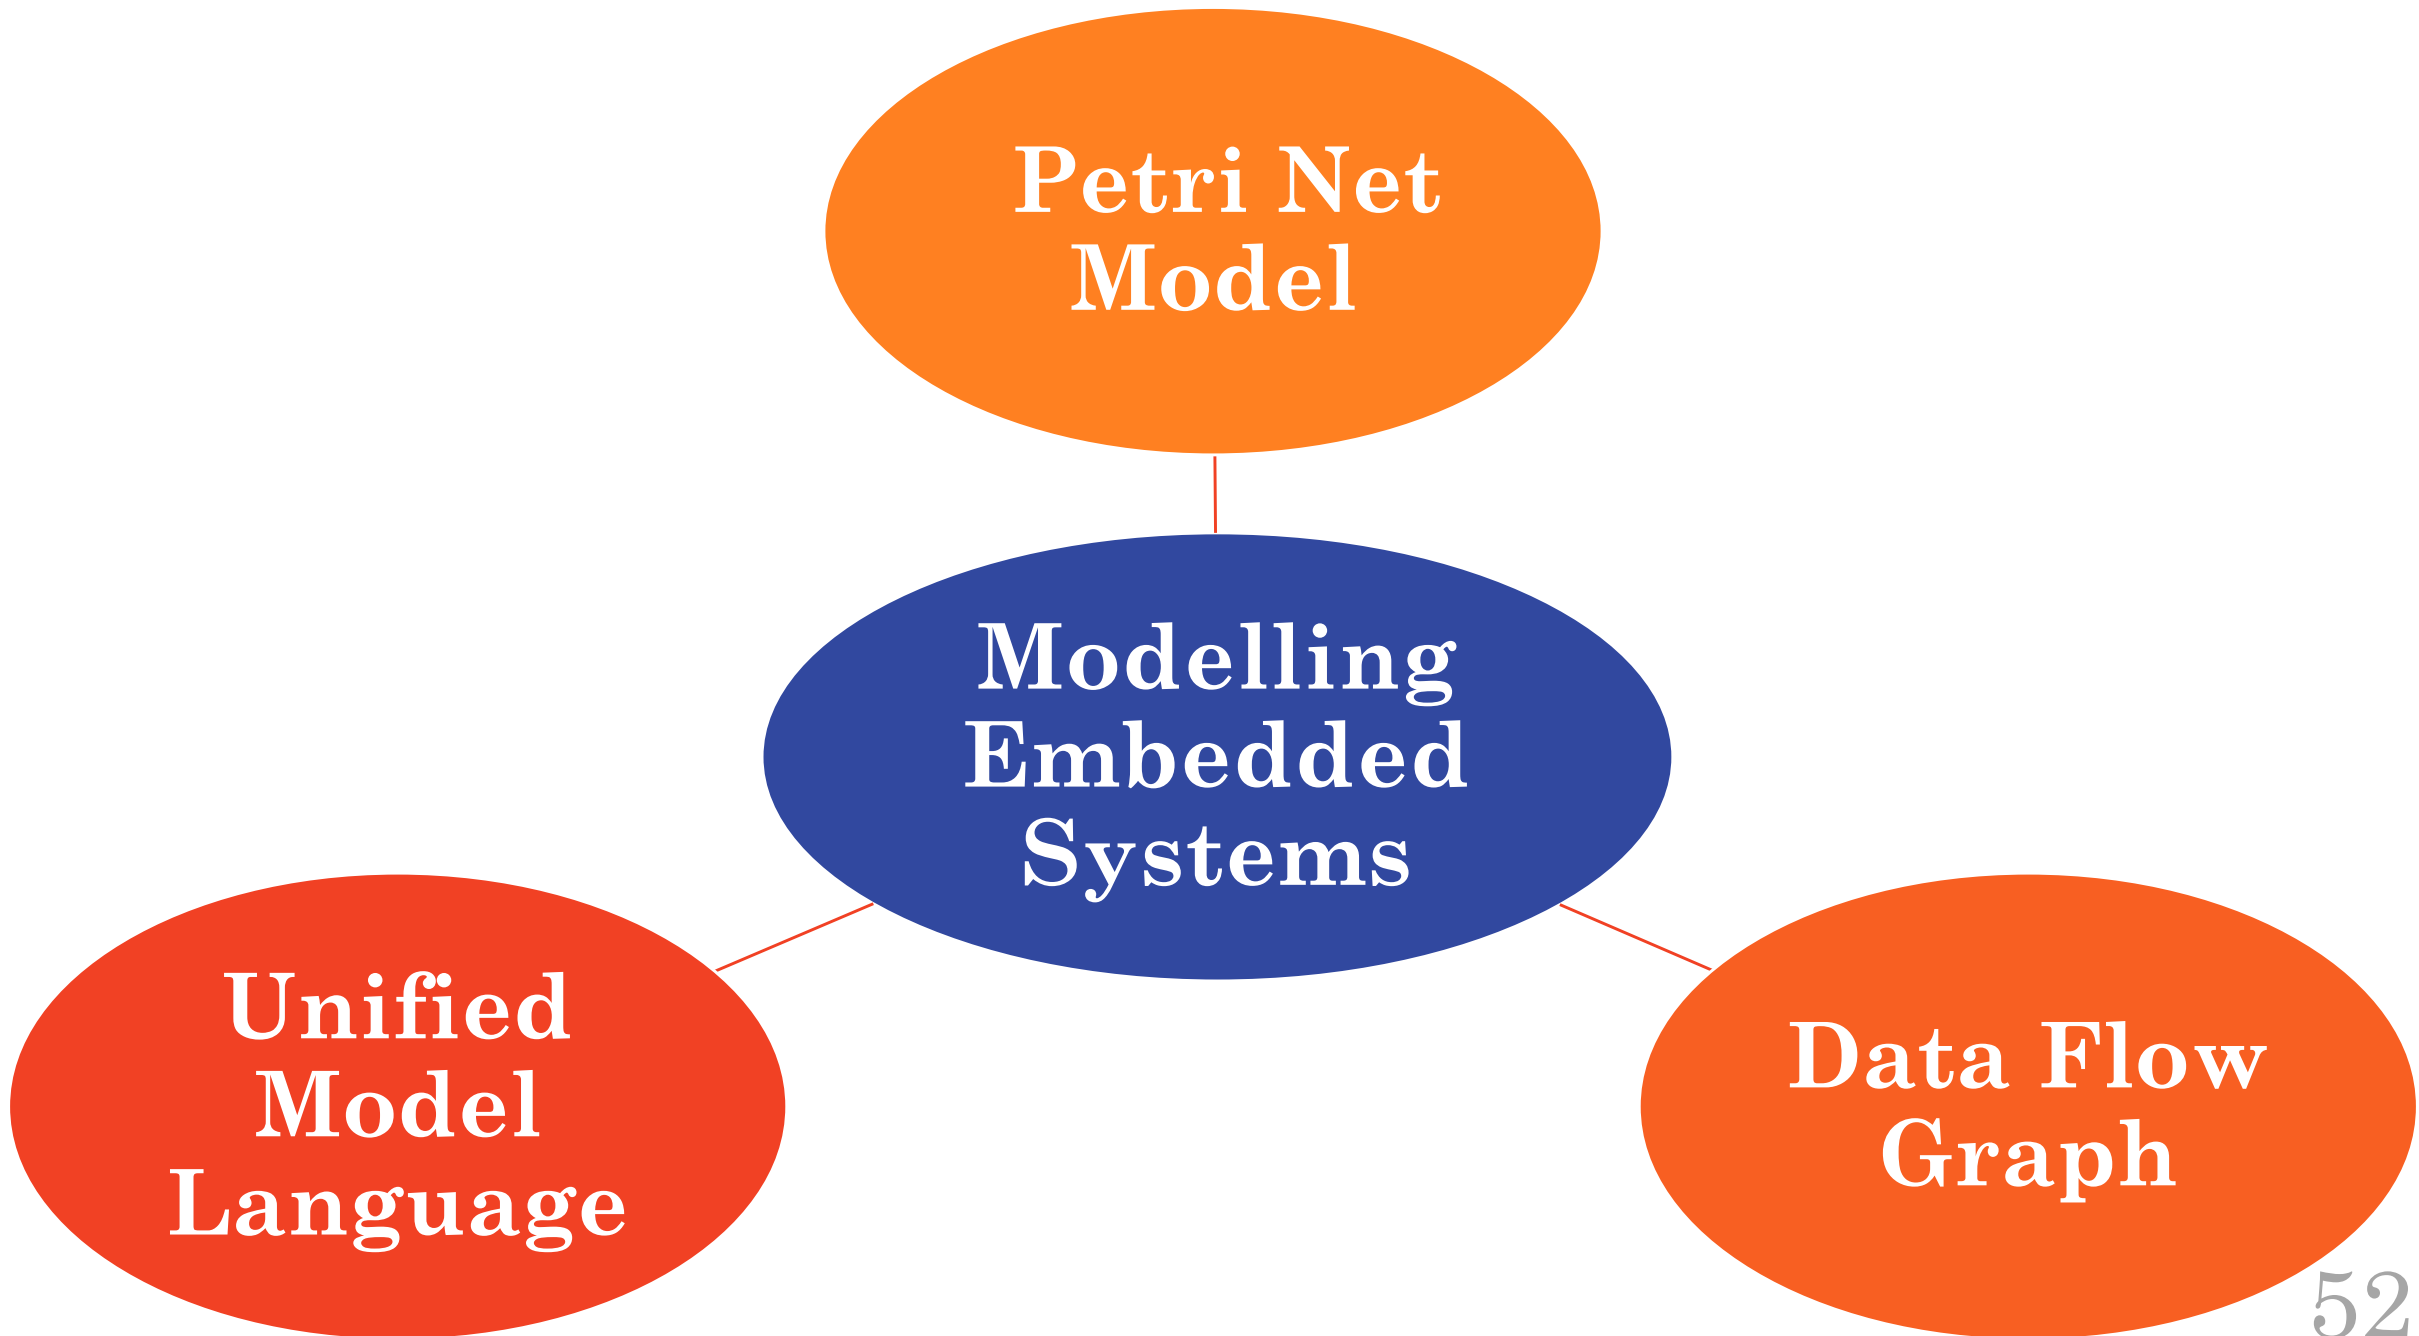 Petri Net
Model
Modelling
Embedded
Systems
Unified
Model
Language
Data Flow
Graph
52